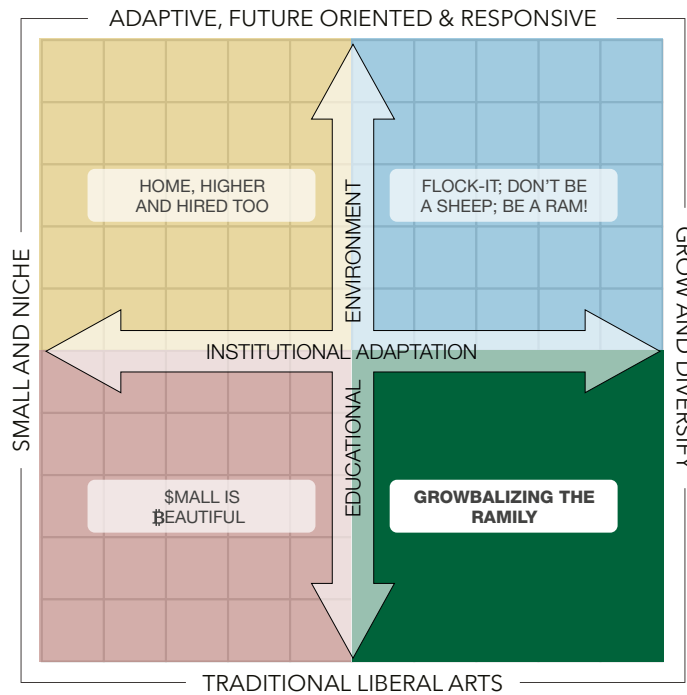 ADAPTIVE, FUTURE ORIENTED & RESPONSIVE
HOME, HIGHER
AND HIRED TOO
FLOCK-IT; DON'T BE
A SHEEP; BE A RAM!
SMALL AND NICHE
GROW AND DIVERSIFY
ENVIRONMENT
INSTITUTIONAL ADAPTATION
EDUCATIONAL
$MALL IS
₿EAUTIFUL
GROWBALIZING THE
RAMILY
TRADITIONAL LIBERAL ARTS